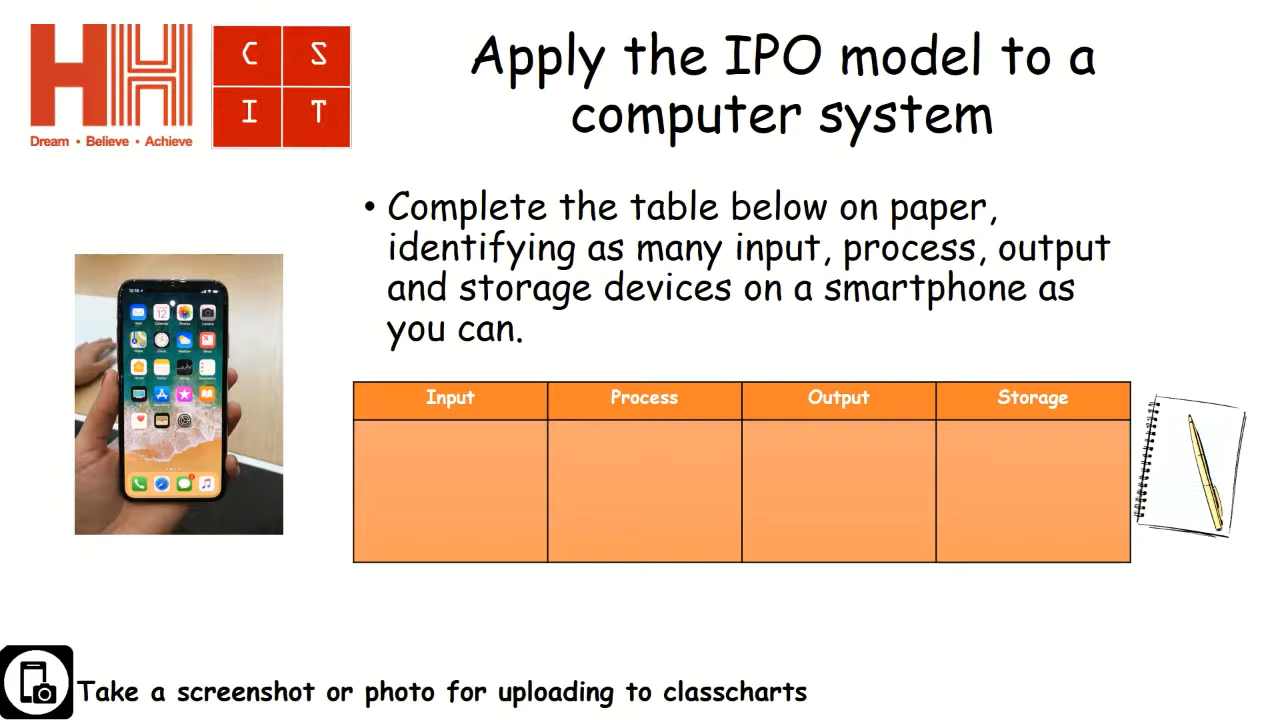 C S
I T
Dream • Believe • Achieve
Apply the IPO model to a
computer system
• Complete the table below on paper,
identifying as many input, process, output
and storage devices on a smartphone as
you can.
Input Process Output Storage
Take a screenshot or photo for uploading to classcharts